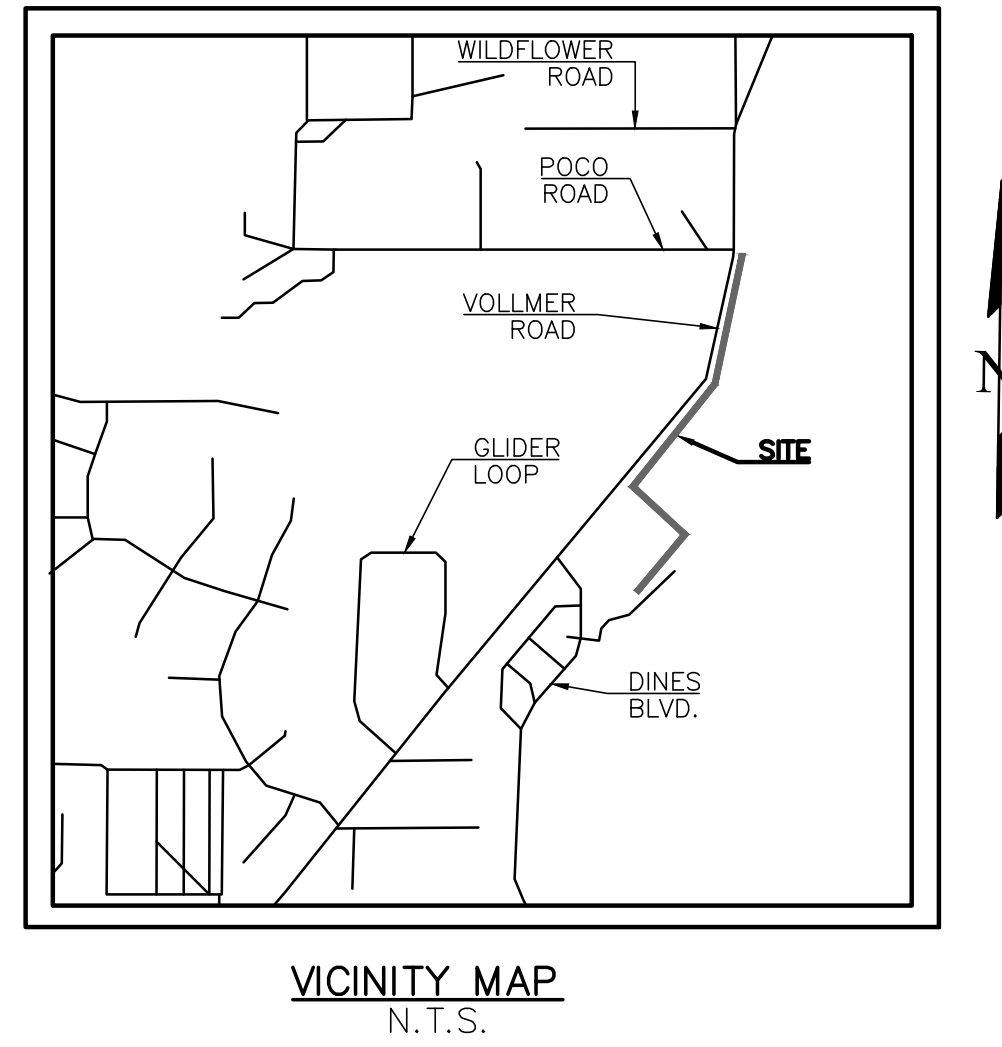 WILDFLOWER
ROAD
POCO
ROAD
VOLLMER
ROAD
N
GLIDER
LOOP
SITE
DINES
BLVD.
VICINITY MAP
N.T.S.